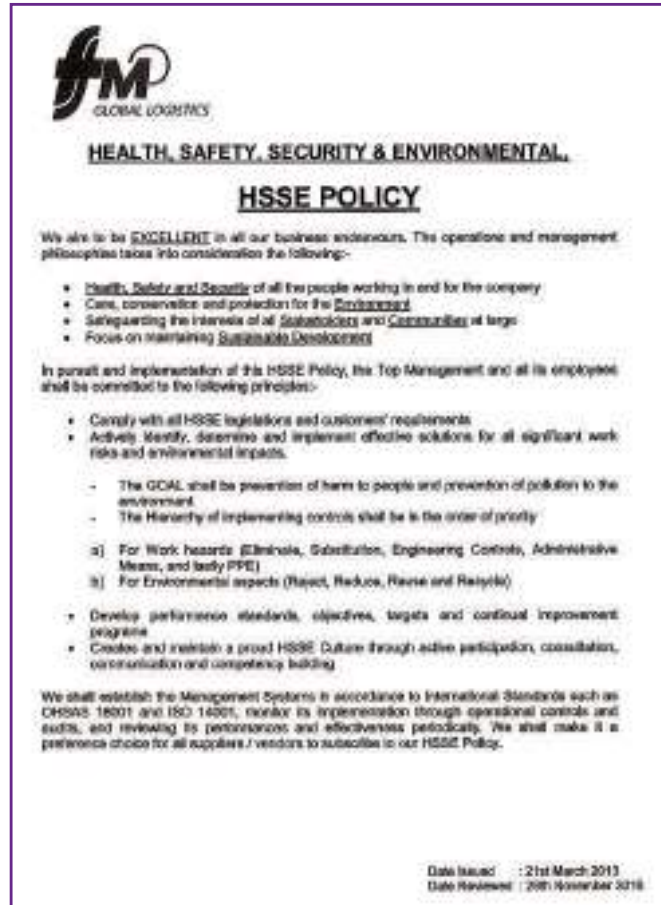 fM
GLOBAL LOGISTICS
HEALTH, SAFETY, SECURITY & ENVIRONMENTAL,
HSSE POLICY
We aim to be EXCELLENT in all our business endeavours. The operations and management
philosophies takes into consideration the following:-
• Health, Safety and Security of all the people working in and for the company
• Care, conservation and protection for the Environment
• Safeguarding the interests of all Stakeholders and Communities at large
• Focus on maintaining Sustainable Development
In pursuit and implementation of this HSSE Policy, the Top Management and all its employees
shall be committed to the following principles:-
• Comply with all HSSE legislations and customers' requirements
• Actively identify, determine and implement effective solutions for all significant work
risks and environmental impacts.
- The GOAL shall be prevention of harm to people and prevention of pollution to the
environment
- The Hierarchy of implementing controls shall be in the order of priority
a) For Work hazards (Eliminate, Substitution, Engineering Controls, Administrative
Means, and lastly PPE)
b) For Environmental aspects (Reject, Reduce, Reuse and Recycle)
• Develop performance standards, objectives, targets and continual improvement
programs
• Creates and maintain a proud HSSE Culture through active participation, consultation,
communication and competency building
We shall establish the Management Systems in accordance to International Standards such as
OHSAS 18001 and ISO 14001, monitor its implementation through operational controls and
audits, and reviewing its performances and effectiveness periodically. We shall make it a
preference choice for all suppliers / vendors to subscribe to our HSSE Policy.
Date Issued : 21st March 2013
Date Reviewed : November